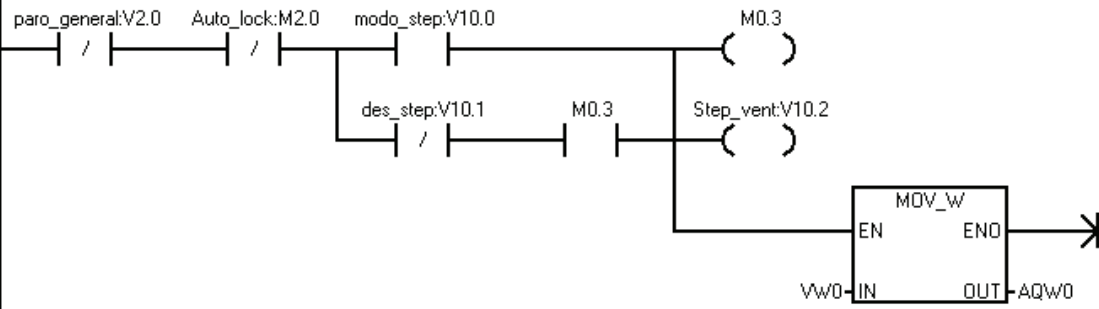 paro_general:V2.0 Auto_lock:M2.0 modo_step:V10.0 M0.3
/ /
des_step:V10.1 M0.3 Step_vent:V10.2
/
MOV_W
EN ENO
VW0 IN OUT AQW0